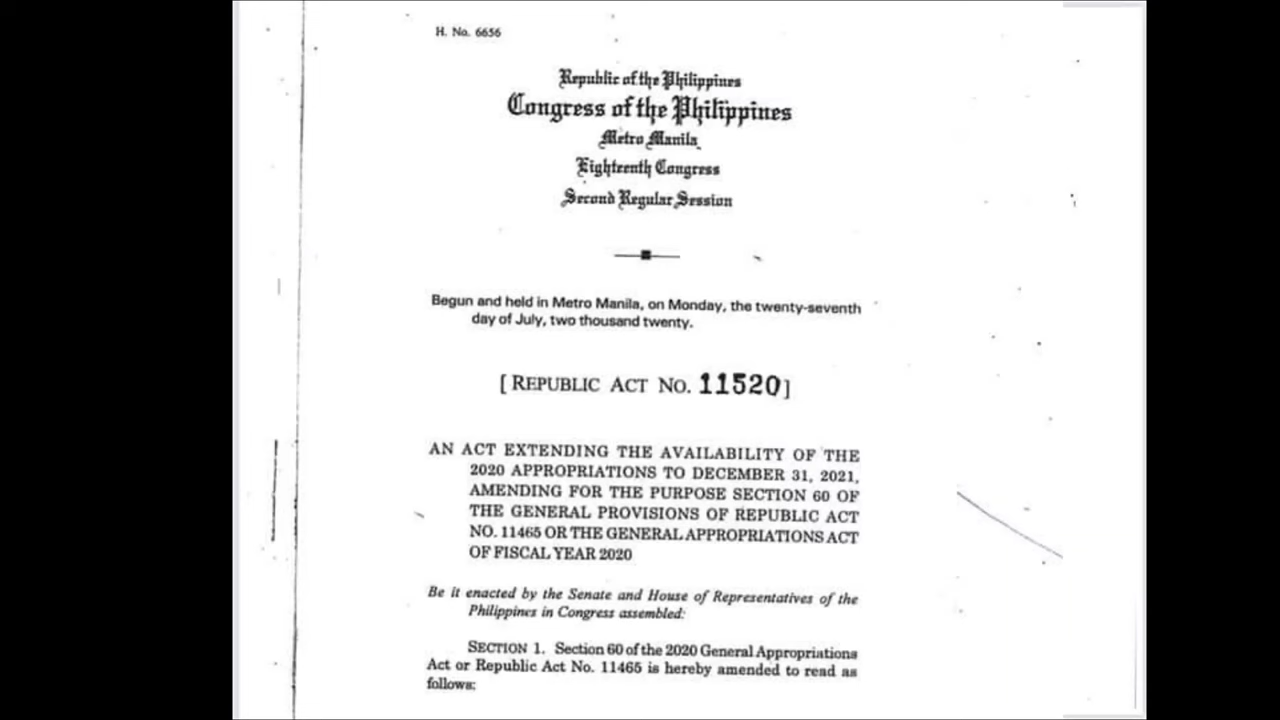 H. No. 6656
Republic of the Philippines
Congress of the Philippines
Metro Manila
Eighteenth Congress
Second Regular Session
Begun and held in Metro Manila, on Monday, the twenty-seventh
day of July, two thousand twenty.
[ REPUBLIC ACT NO. 11520 ]
AN ACT EXTENDING THE AVAILABILITY OF THE
2020 APPROPRIATIONS TO DECEMBER 31, 2021,
AMENDING FOR THE PURPOSE SECTION 60 OF
THE GENERAL PROVISIONS OF REPUBLIC ACT
NO. 11465 OR THE GENERAL APPROPRIATIONS ACT
OF FISCAL YEAR 2020
Be it enacted by the Senate and House of Representatives of the
Philippines in Congress assembled:
SECTION 1. Section 60 of the 2020 General Appropriations
Act or Republic Act No. 11465 is hereby amended to read as
follows: